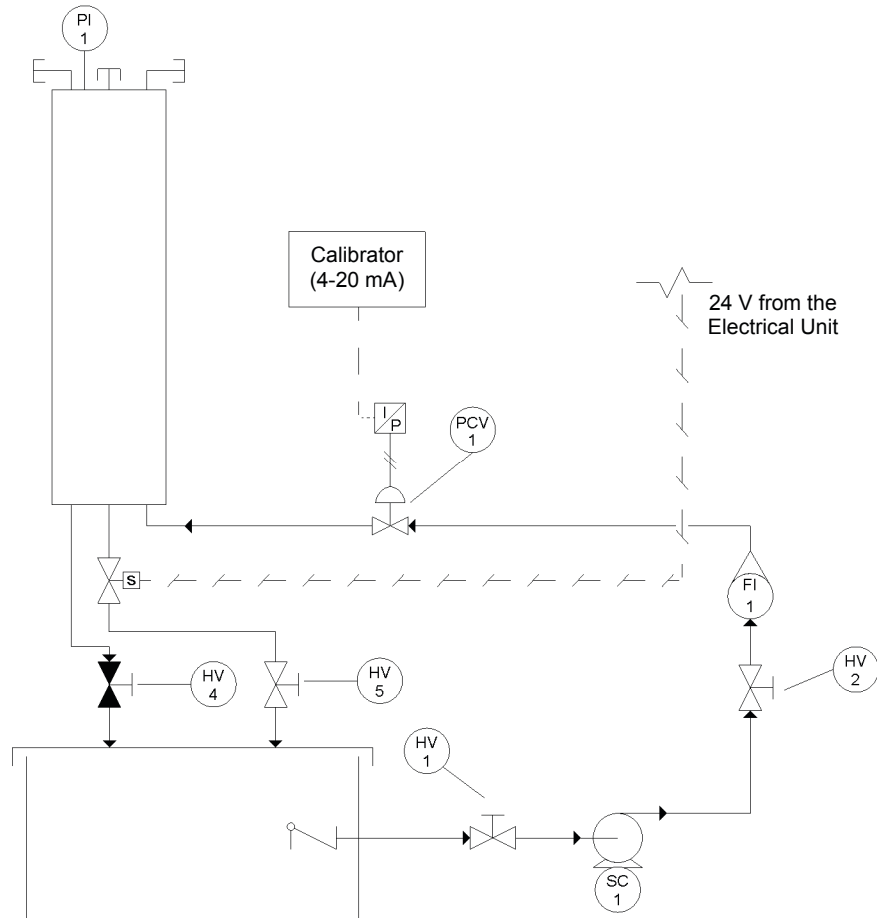 PI
1
Calibrator
(4-20 mA)
24 V from the
Electrical Unit
I
P
PCV
1
S
FI
1
HV
4
HV
5
HV
2
HV
1
SC
1